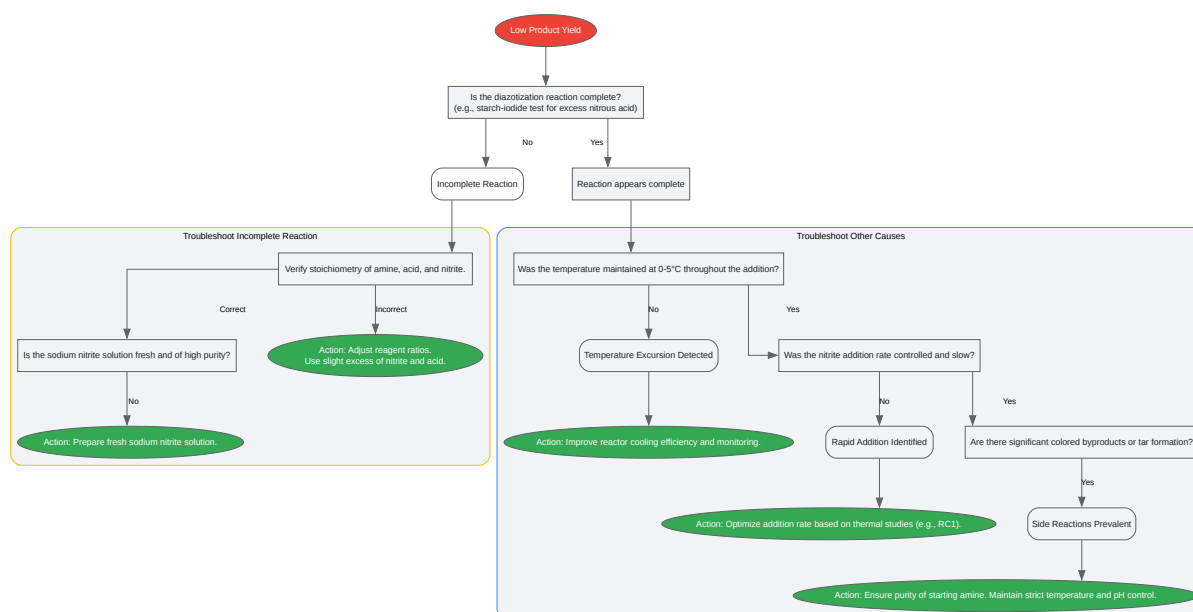 Low Product Yield
Is the diazotization reaction complete?
(e.g., starch-iodide test for excess nitrous acid)
No
Yes
Incomplete Reaction
Reaction appears complete
Troubleshoot Incomplete Reaction
Troubleshoot Other Causes
Verify stoichiometry of amine, acid, and nitrite.
Was the temperature maintained at 0-5°C throughout the addition?
Correct
Incorrect
No
Yes
Is the sodium nitrite solution fresh and of high purity?
Action: Adjust reagent ratios.
Use slight excess of nitrite and acid.
Temperature Excursion Detected
Was the nitrite addition rate controlled and slow?
No
No
Yes
Action: Prepare fresh sodium nitrite solution.
Action: Improve reactor cooling efficiency and monitoring.
Rapid Addition Identified
Are there significant colored byproducts or tar formation?
Yes
Action: Optimize addition rate based on thermal studies (e.g., RC1).
Side Reactions Prevalent
Action: Ensure purity of starting amine. Maintain strict temperature and pH control.